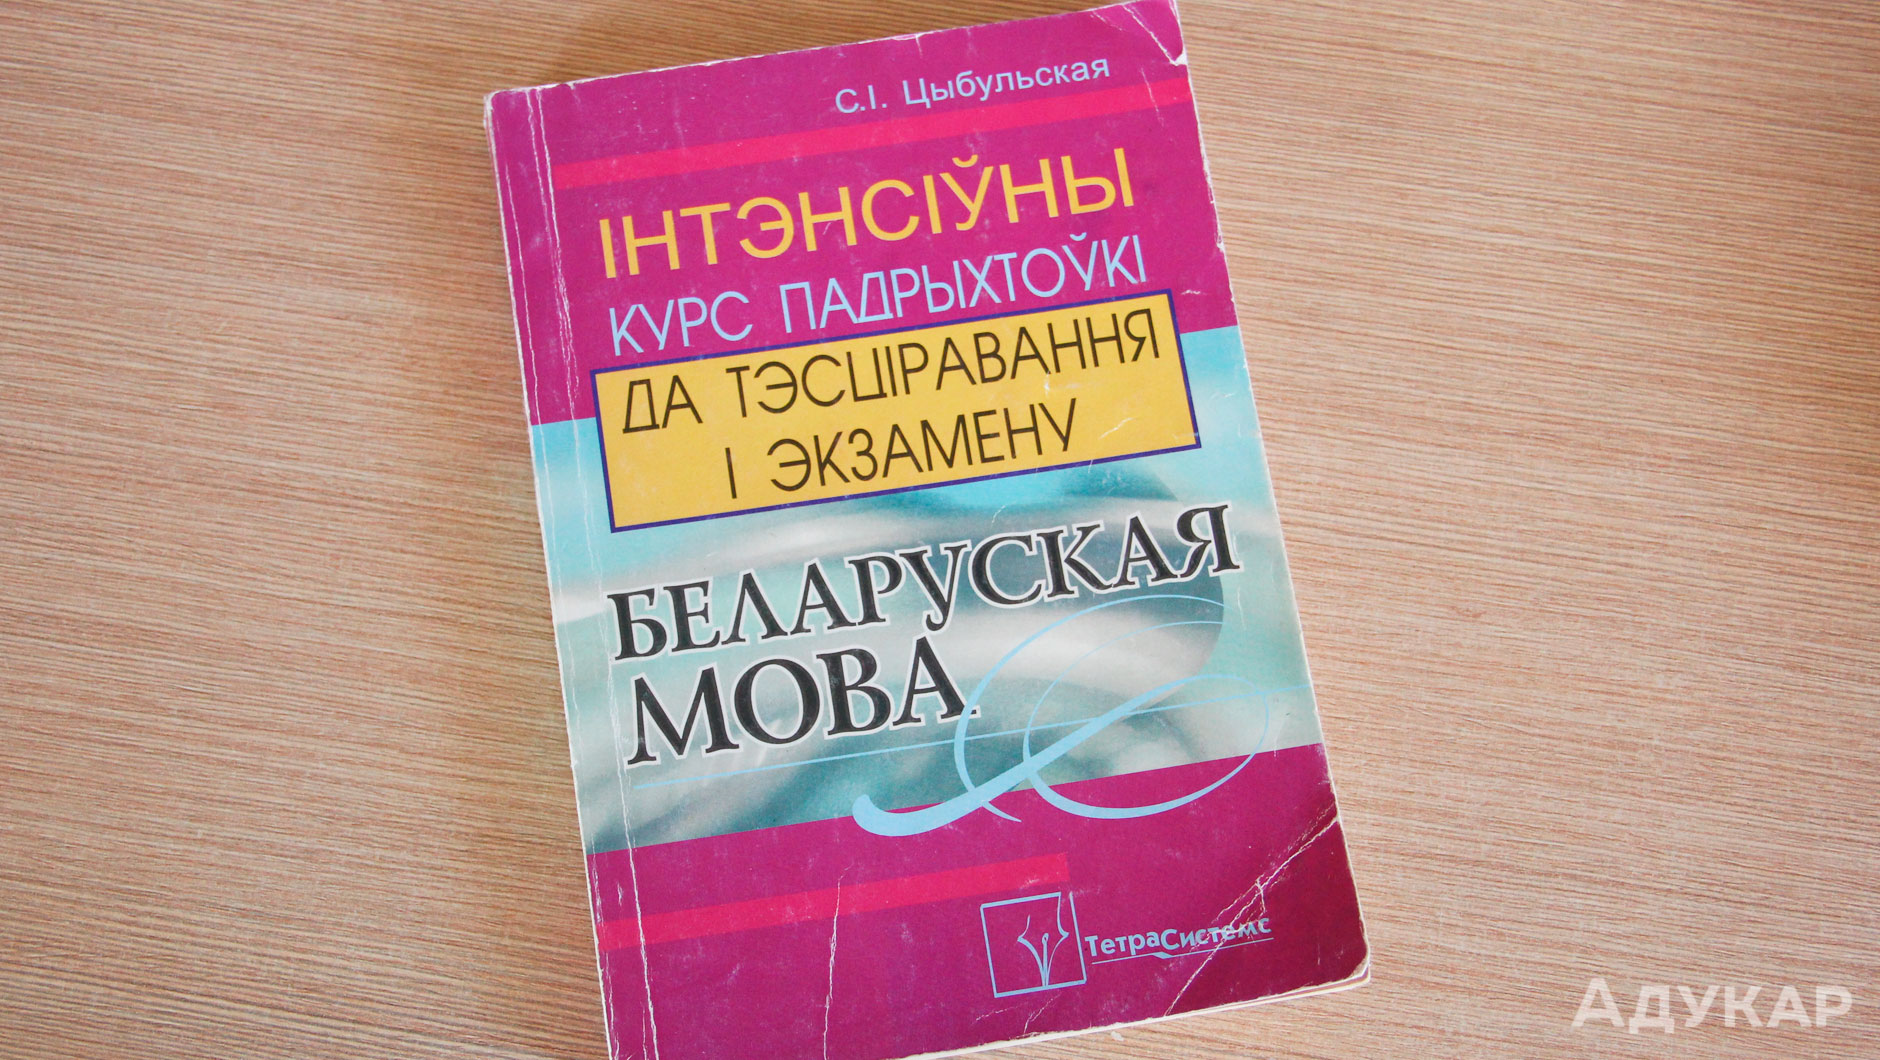 С.І. Цыбульская
ІНТЭНСІЎНЫ
КУРС ПАДРЫХТОЎКІ
ДА ТЭСЦІРАВАННЯ
І ЭКЗАМЕНУ
БЕЛАРУСКАЯ
МОВА
ТетраСистемс
Адукар